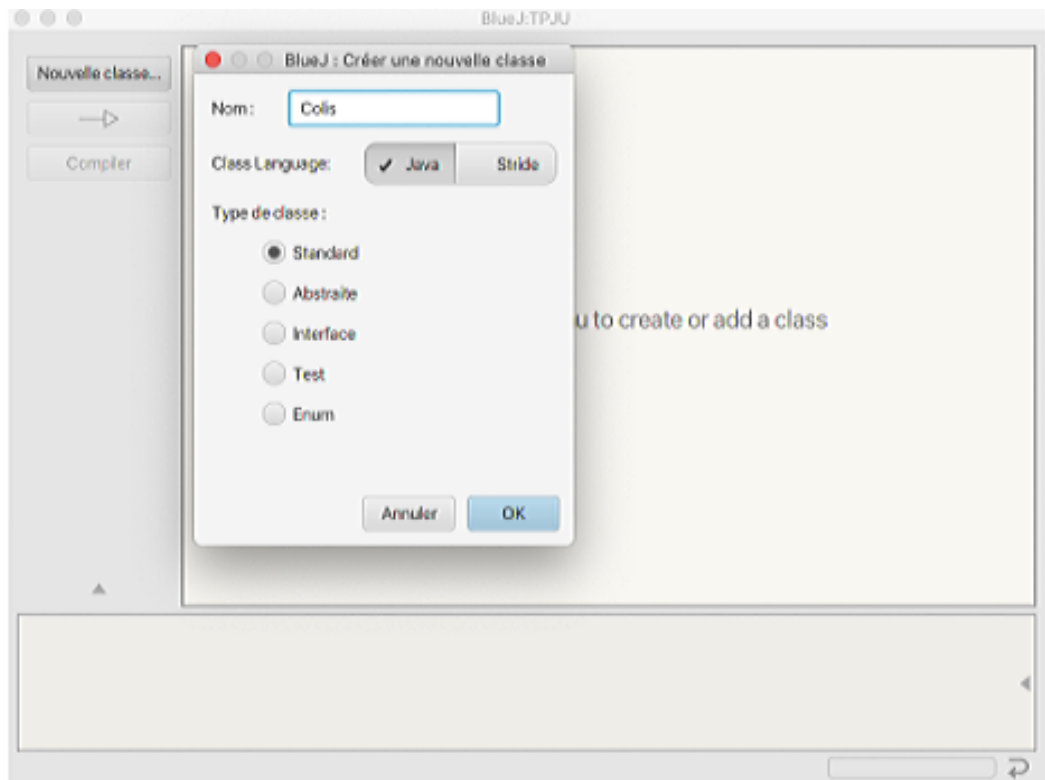 BlueJ:TPJU
Nouvelle classe...
Compiler
BlueJ : Créer une nouvelle classe
Nom :
Colis
Class Language:
Java
Stride
Type de classe :
Standard
Abstraite
Interface
Test
Enum
Annuler
OK
u to create or add a class